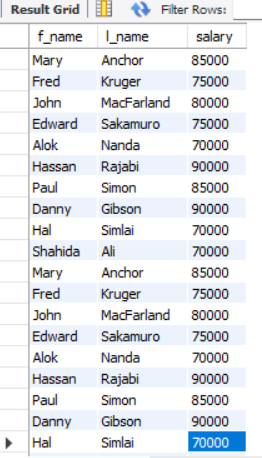 Result Grid Filter Rows:
f_name l_name salary
Mary Anchor 85000
Fred Kruger 75000
John MacFarland 80000
Edward Sakamuro 75000
Alok Nanda 70000
Hassan Rajabi 90000
Paul Simon 85000
Danny Gibson 90000
Hal Simlai 70000
Shahida Ali 70000
Mary Anchor 85000
Fred Kruger 75000
John MacFarland 80000
Edward Sakamuro 75000
Alok Nanda 70000
Hassan Rajabi 90000
Paul Simon 85000
Danny Gibson 90000
Hal Simlai 70000